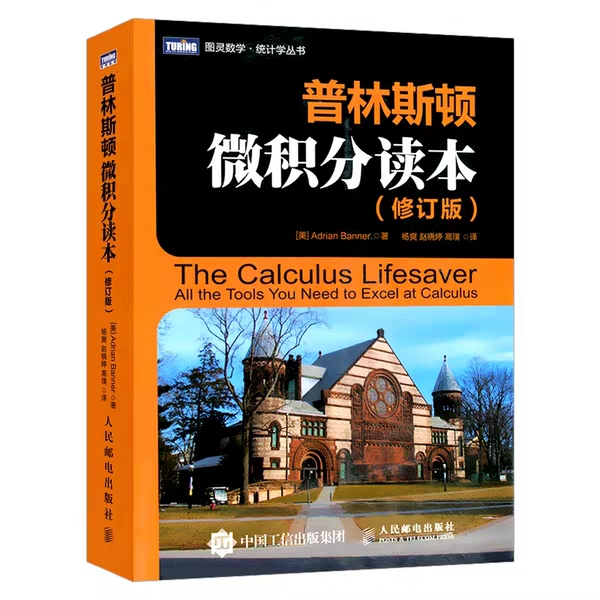 TURING
图灵数学·统计学丛书
普林斯顿
微积分读本
(修订版)
[美] Adrian Banner ◎ 著 杨爽 赵晓婷 高璞 ◎ 译
The Calculus Lifesaver
All the Tools You Need to Excel at Calculus
中国工信出版集团
人民邮电出版社
POSTS & TELECOM PRESS
TURING
普林斯顿微积分读本(修订版)
[美] Adrian Banner ◎ 著
杨爽 赵晓婷 高璞 ◎ 译
人民邮电出版社